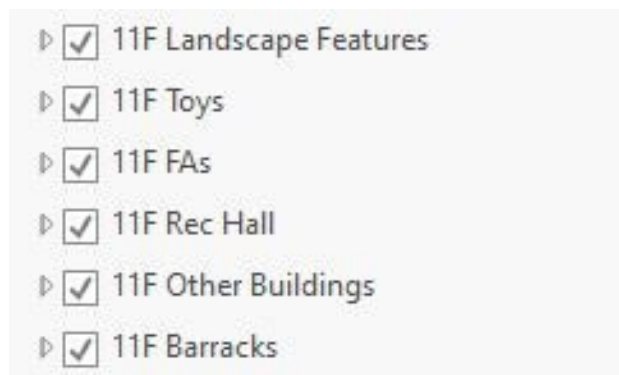 11F Landscape Features
11F Toys
11F FAs
11F Rec Hall
11F Other Buildings
11F Barracks